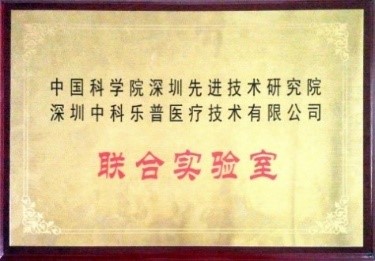 中国科学院深圳先进技术研究院
深圳中科乐普医疗技术有限公司
联合实验室